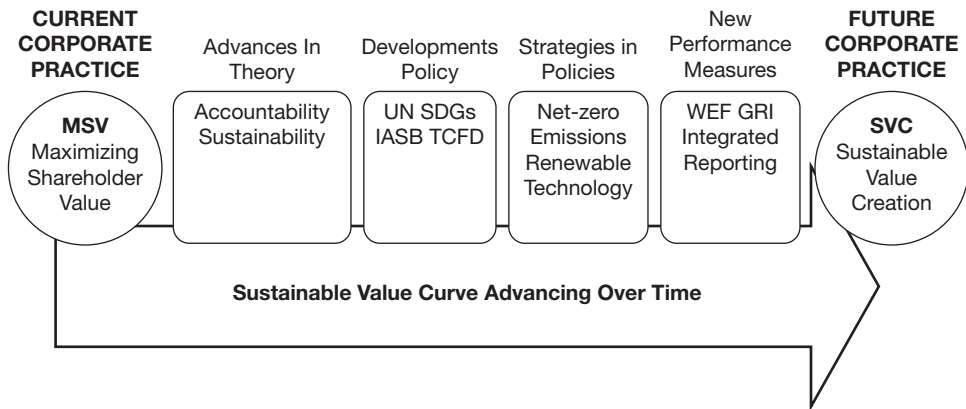 CURRENT
CORPORATE
PRACTICE
MSV
Maximizing
Shareholder
Value
Advances In
Theory
Accountability
Sustainability
Developments
Policy
UN SDGs
IASB TCFD
Strategies in
Policies
Net-zero
Emissions
Renewable
Technology
New
Performance
Measures
WEF GRI
Integrated
Reporting
FUTURE
CORPORATE
PRACTICE
SVC
Sustainable
Value
Creation
Sustainable Value Curve Advancing Over Time